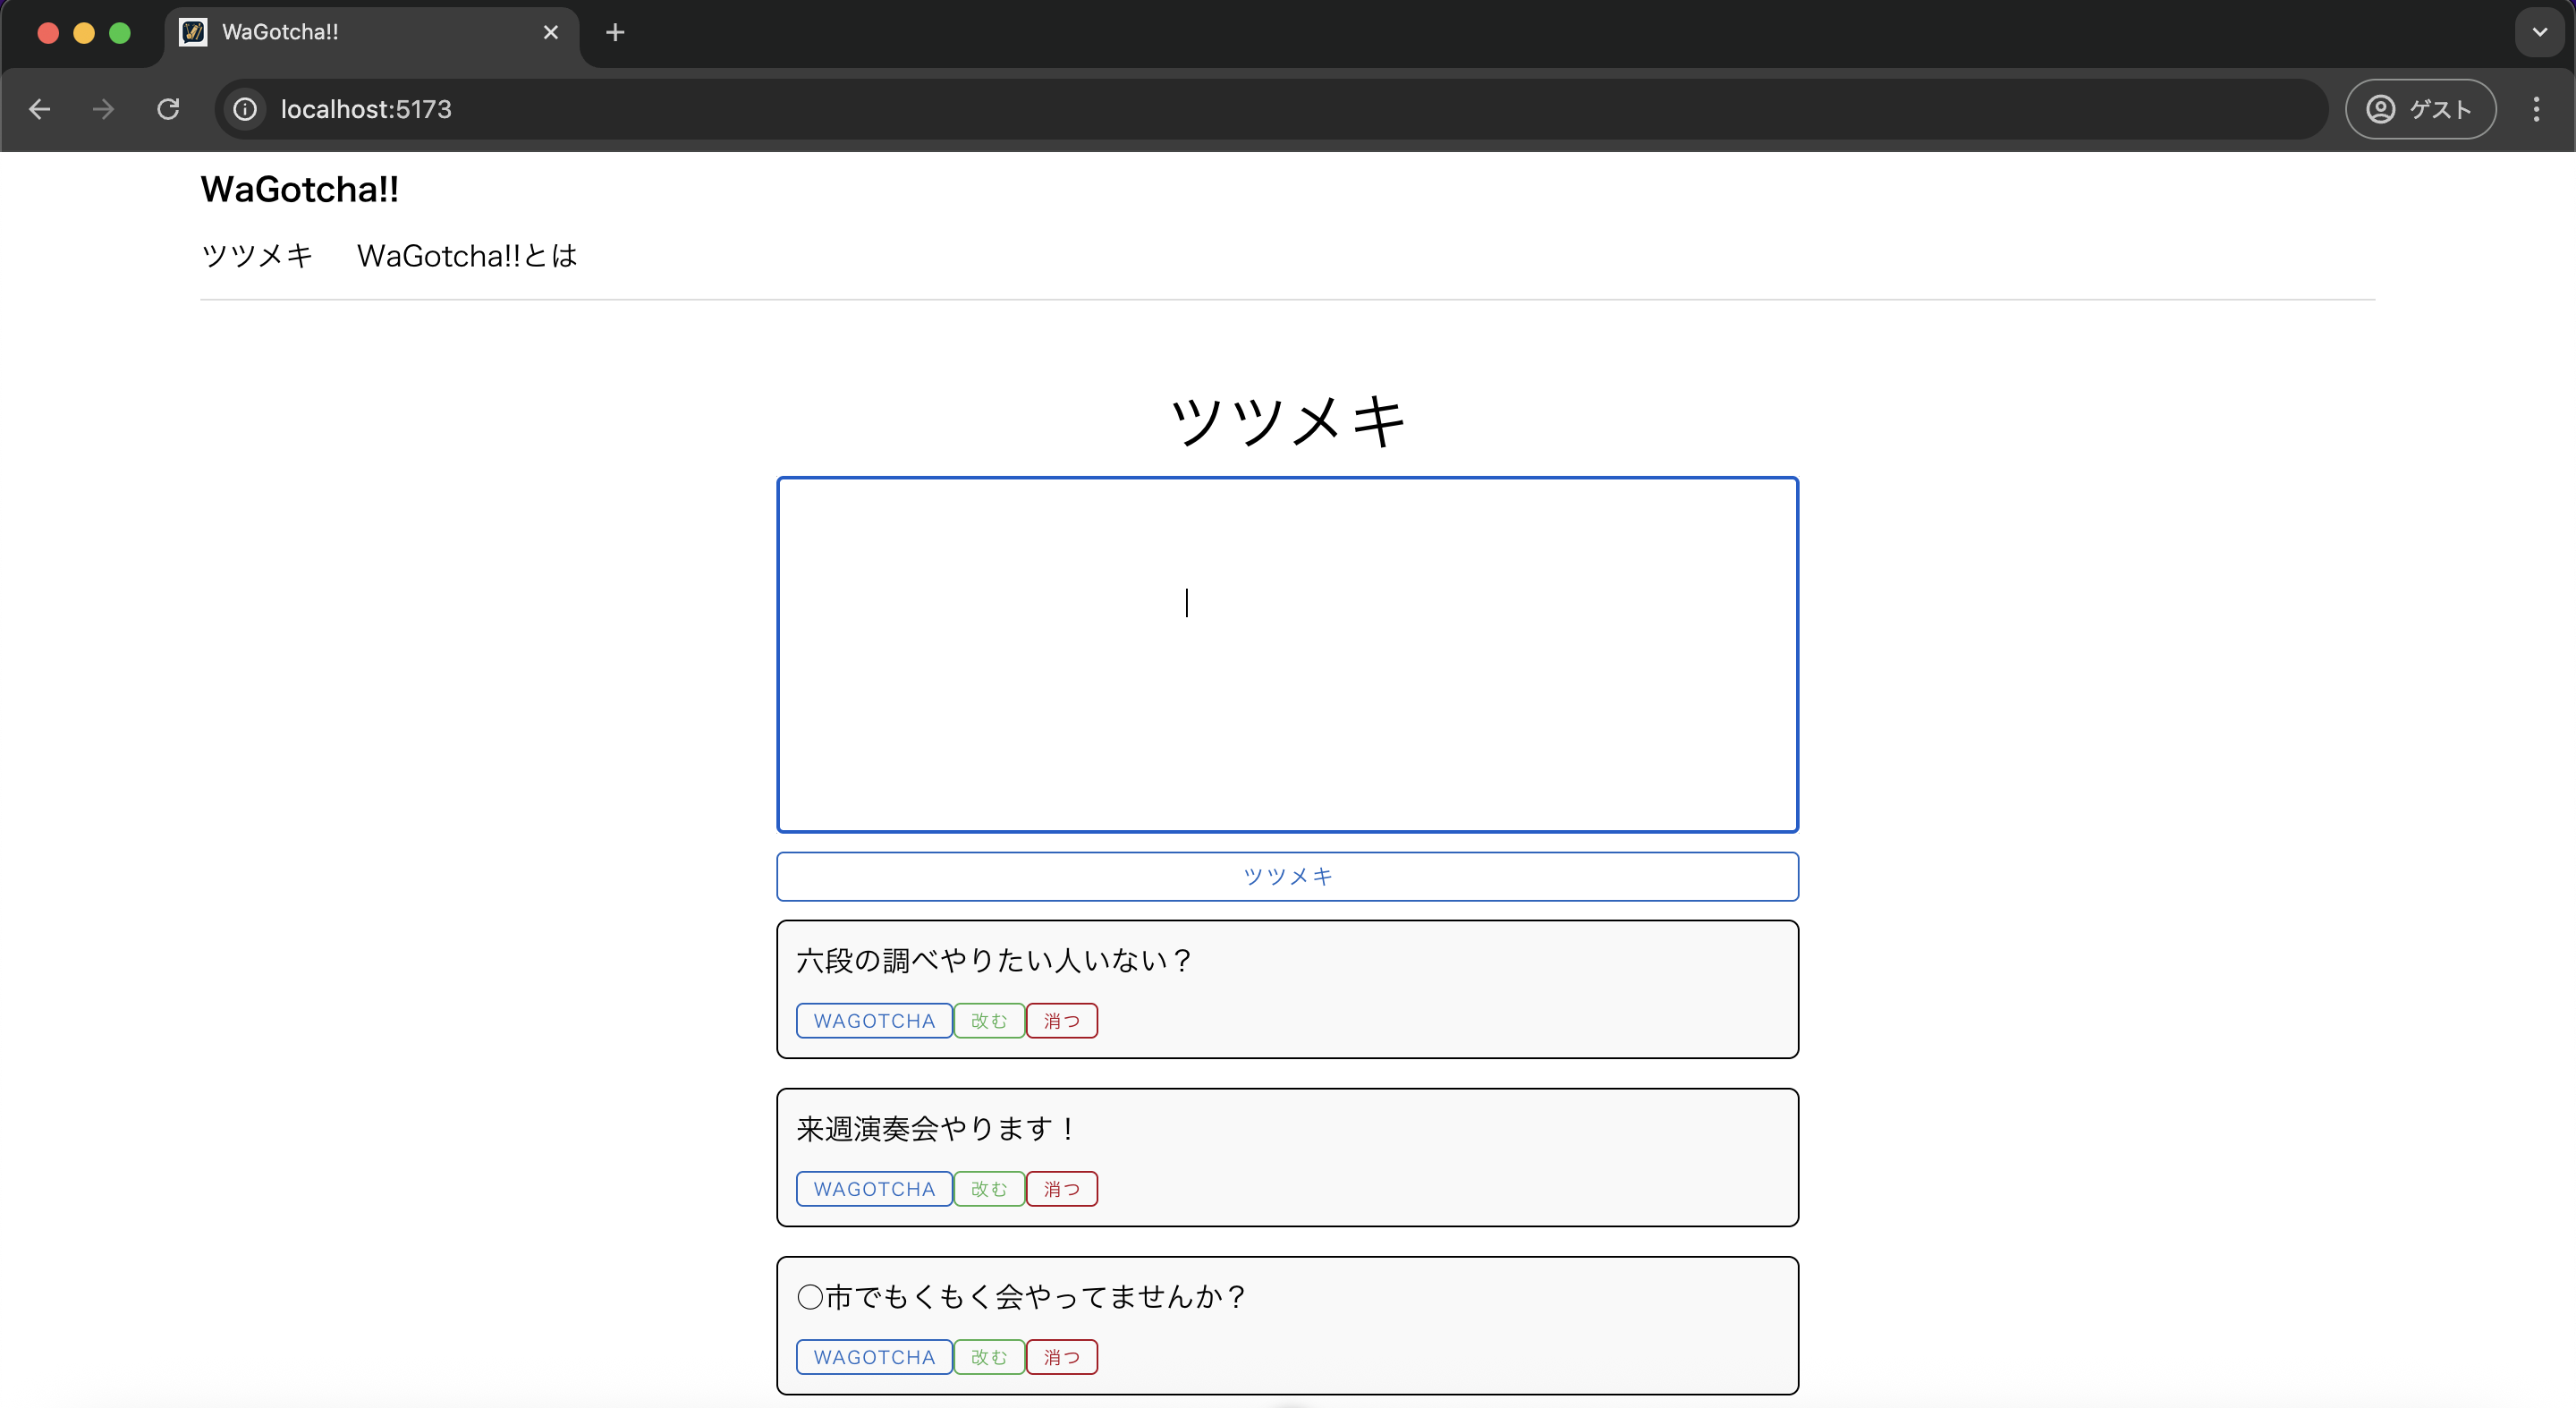 WaGotcha!!
localhost:5173
ゲスト
WaGotcha!!
ツツメキ WaGotcha!!とは
ツツメキ
ツツメキ
六段の調べやりたい人いない？
WAGOTCHA 改む 消つ
来週演奏会やります！
WAGOTCHA 改む 消つ
〇市でもくもく会やってませんか？
WAGOTCHA 改む 消つ